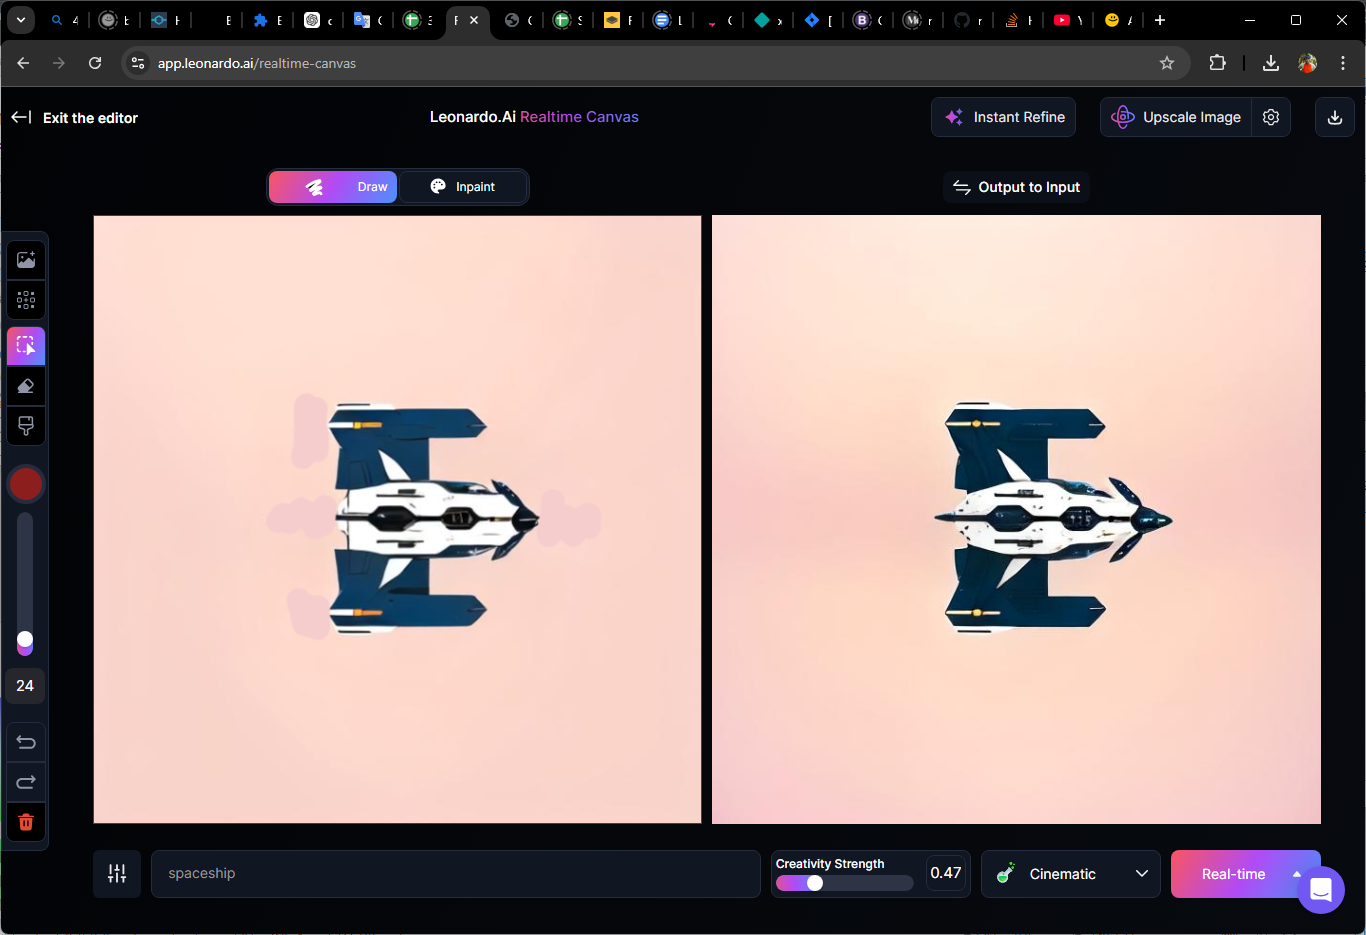 app.leonardo.ai/realtime-canvas
Exit the editor
Leonardo.Ai Realtime Canvas
Instant Refine
Upscale Image
Draw
Inpaint
Output to Input
24
spaceship
Creativity Strength
0.47
Cinematic
Real-time